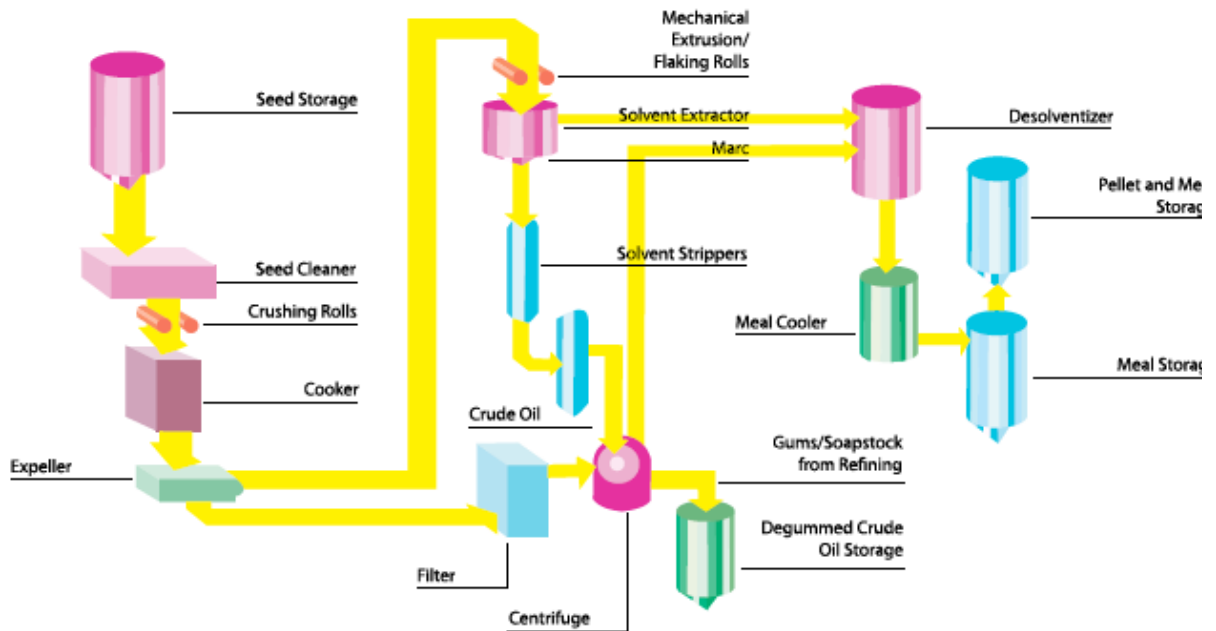 Mechanical
Extrusion/
Flaking Rolls
Seed Storage
Solvent Extractor
Desolventizer
Marc
Pellet and Me
Storag
Solvent Strippers
Seed Cleaner
Crushing Rolls
Meal Cooler
Meal Storag
Cooker
Crude Oil
Expeller
Gums/Soapstock
from Refining
Degummed Crude
Oil Storage
Filter
Centrifuge